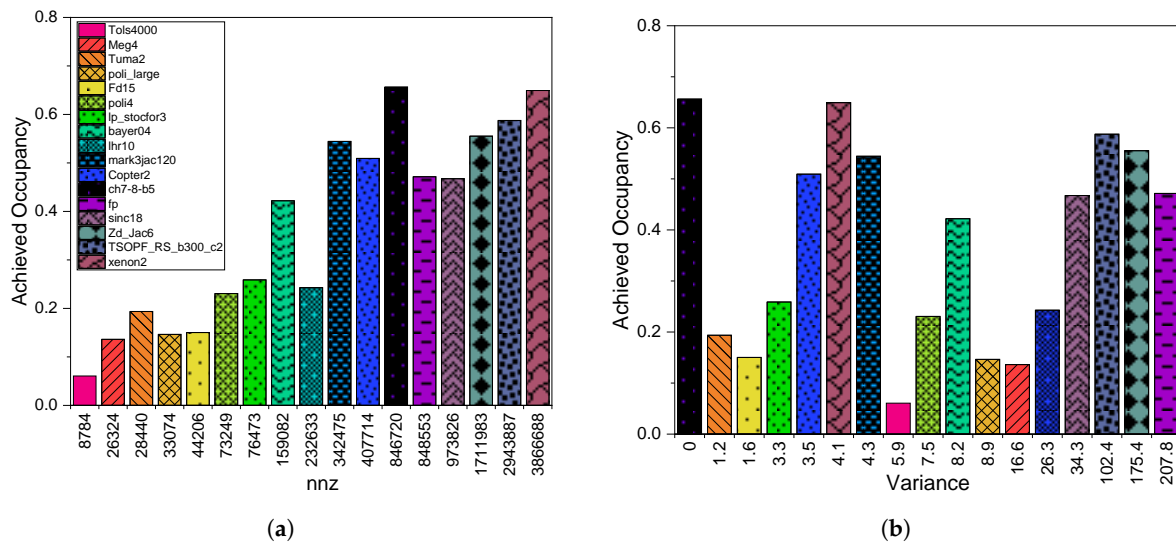 0.8
0.6
0.4
0.2
0.0
Achieved Occupancy
Tols4000
Meg4
Tuma2
poli_large
Fd15
poli4
lp_stocfor3
bayer04
lhr10
mark3jac120
Copter2
ch7-8-b5
fp
sinc18
Zd_Jac6
TSOPF_RS_b300_c2
xenon2
8784
26324
28440
33074
44206
73249
76473
159082
232633
342475
407714
846720
848553
973826
1711983
2943887
3866688
nnz
(a)
0.8
0.6
0.4
0.2
0.0
Achieved Occupancy
0
1.2
1.6
3.3
3.5
4.1
4.3
5.9
7.5
8.2
8.9
16.6
26.3
34.3
102.4
175.4
207.8
Variance
(b)